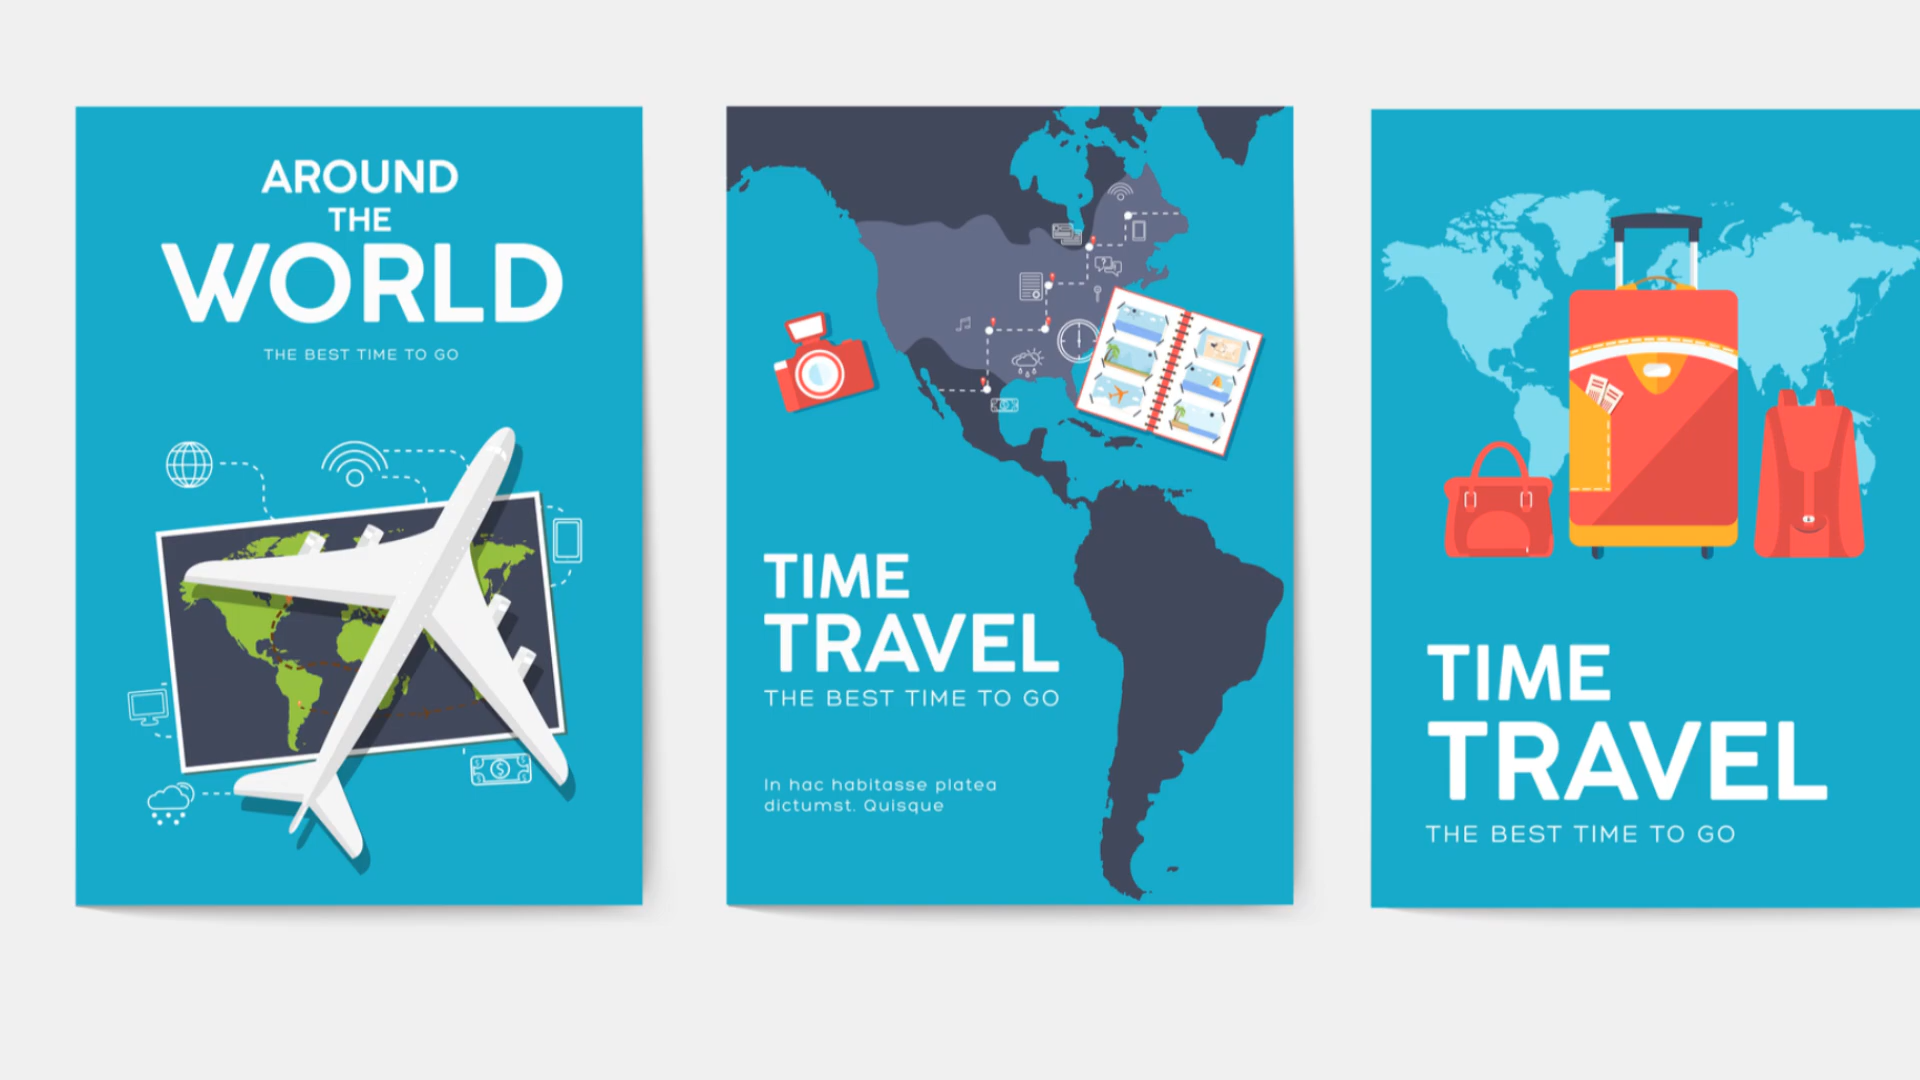 AROUND
THE
WORLD
THE BEST TIME TO GO
TIME
TRAVEL
THE BEST TIME TO GO
In hac habitasse platea
dictumst. Quisque
TIME
TRAVEL
THE BEST TIME TO GO